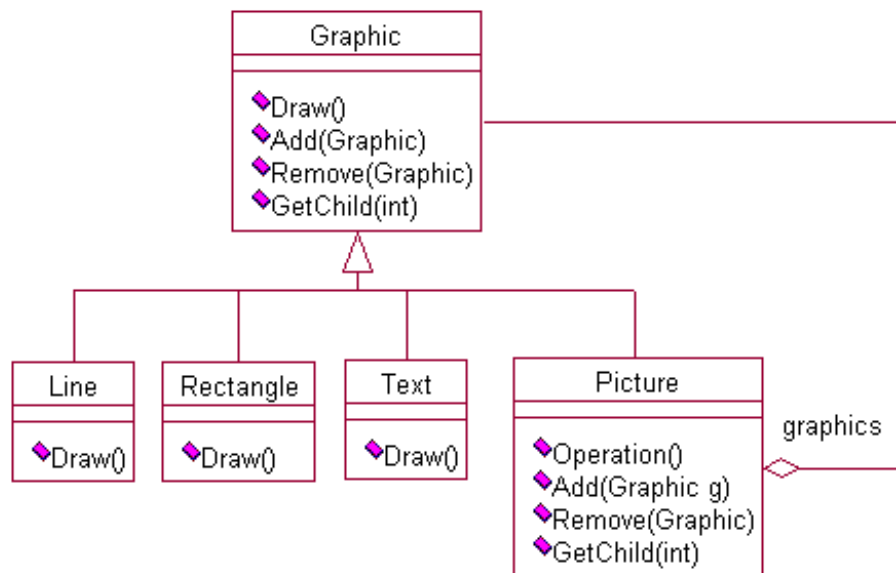 Graphic
Draw()
Add(Graphic)
Remove(Graphic)
GetChild(int)
Line
Draw()
Rectangle
Draw()
Text
Draw()
Picture
Operation()
Add(Graphic g)
Remove(Graphic)
GetChild(int)
graphics